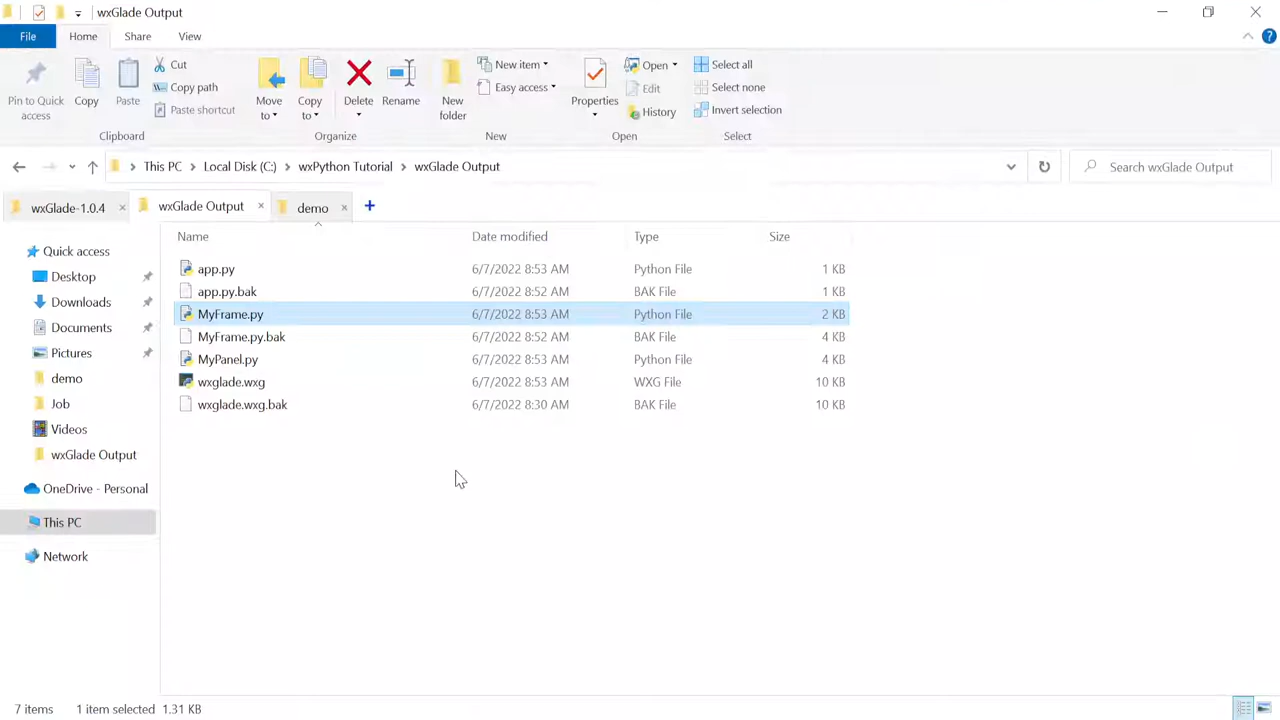 wxGlade Output
File Home Share View
Pin to Quick access
Copy
Paste
Cut
Copy path
Paste shortcut
Clipboard
Move to
Copy to
Delete
Rename
Organize
New folder
New item
Easy access
New
Properties
Open
Edit
History
Open
Select all
Select none
Invert selection
Select
This PC > Local Disk (C:) > wxPython Tutorial > wxGlade Output
Search wxGlade Output
wxGlade-1.0.4
wxGlade Output
demo
Quick access
Desktop
Downloads
Documents
Pictures
demo
Job
Videos
wxGlade Output
OneDrive - Personal
This PC
Network
Name Date modified Type Size
app.py 6/7/2022 8:53 AM Python File 1 KB
app.py.bak 6/7/2022 8:52 AM BAK File 1 KB
MyFrame.py 6/7/2022 8:53 AM Python File 2 KB
MyFrame.py.bak 6/7/2022 8:52 AM BAK File 4 KB
MyPanel.py 6/7/2022 8:53 AM Python File 4 KB
wxglade.wxg 6/7/2022 8:53 AM WXG File 10 KB
wxglade.wxg.bak 6/7/2022 8:30 AM BAK File 10 KB
7 items 1 item selected 1.31 KB